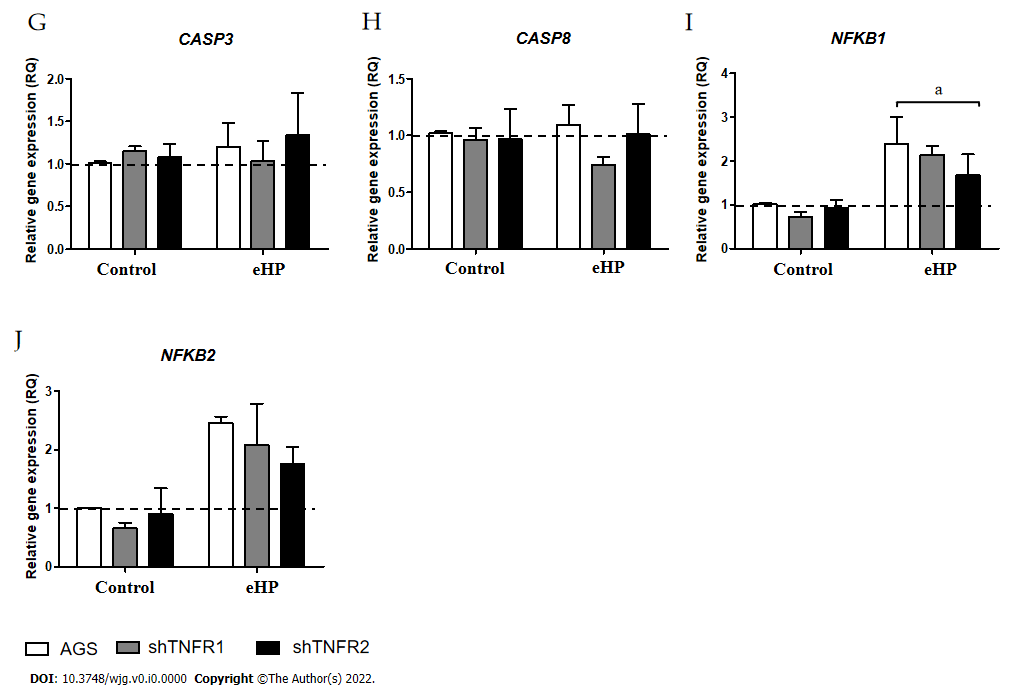 G
CASP3
Relative gene expression (RQ)
2.0
1.5
1.0
0.5
0.0
Control eHP
H
CASP8
Relative gene expression (RQ)
1.5
1.0
0.5
0.0
Control eHP
I
NFKB1
Relative gene expression (RQ)
4
3
2
1
0
a
Control eHP
J
NFKB2
Relative gene expression (RQ)
3
2
1
0
Control eHP
AGS shTNFR1 shTNFR2
DOI: 10.3748/wjg.v0.i0.0000 Copyright ©The Author(s) 2022.